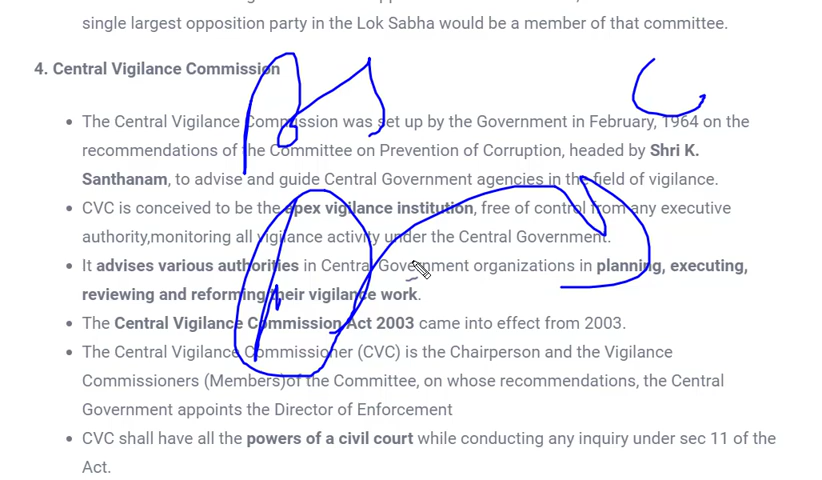 single largest opposition party in the Lok Sabha would be a member of that committee.
4. Central Vigilance Commission
• The Central Vigilance Commission was set up by the Government in February, 1964 on the
recommendations of the Committee on Prevention of Corruption, headed by Shri K.
Santhanam, to advise and guide Central Government agencies in the field of vigilance.
• CVC is conceived to be the apex vigilance institution, free of control from any executive
authority,monitoring all vigilance activity under the Central Government.
• It advises various authorities in Central Government organizations in planning, executing,
reviewing and reforming their vigilance work.
• The Central Vigilance Commission Act 2003 came into effect from 2003.
• The Central Vigilance Commissioner (CVC) is the Chairperson and the Vigilance
Commissioners (Members)of the Committee, on whose recommendations, the Central
Government appoints the Director of Enforcement
• CVC shall have all the powers of a civil court while conducting any inquiry under sec 11 of the
Act.